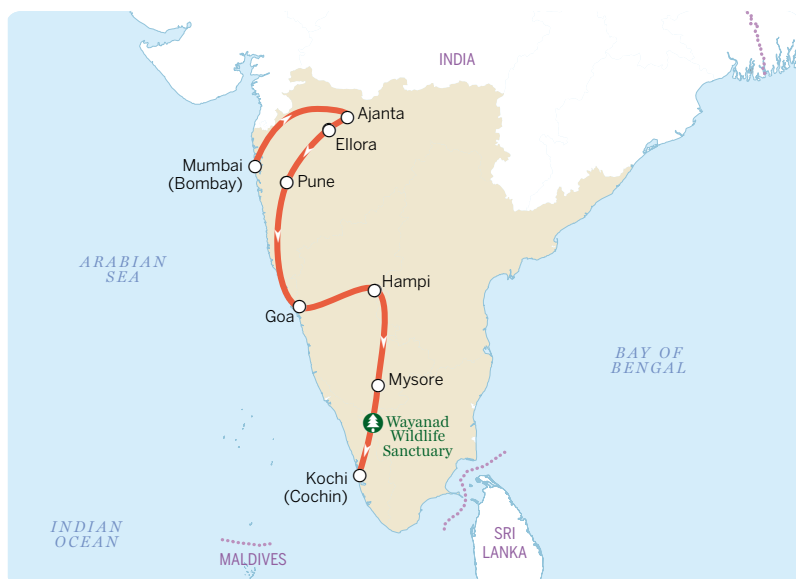 INDIA
Ajanta
Ellora
Mumbai
(Bombay)
Pune
ARABIAN
SEA
Hampi
Goa
BAY OF
BENGAL
Mysore
Wayanad
Wildlife
Sanctuary
Kochi
(Cochin)
INDIAN
OCEAN
SRI
LANKA
MALDIVES